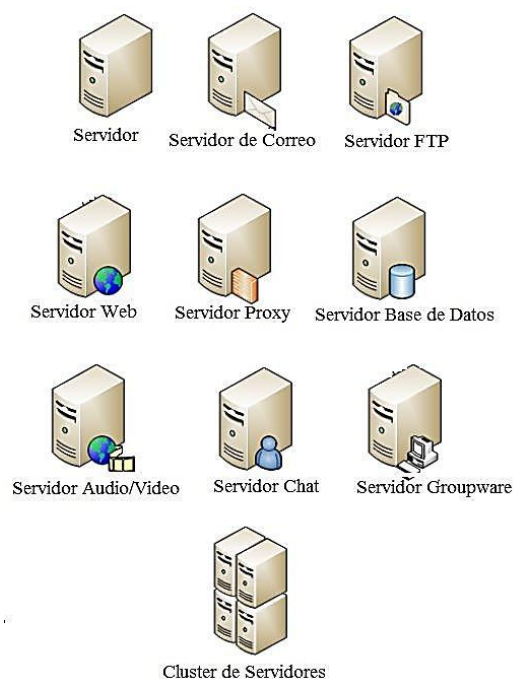 Servidor
Servidor de Correo
Servidor FTP
Servidor Web
Servidor Proxy
Servidor Base de Datos
Servidor Audio/Video
Servidor Chat
Servidor Groupware
Cluster de Servidores